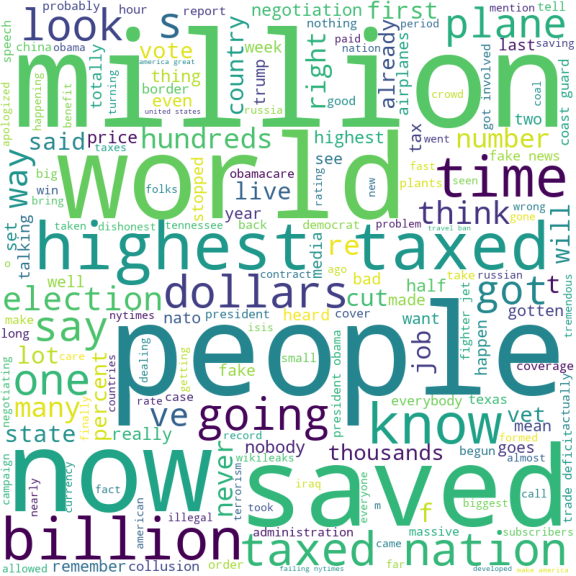 look
s
negotiation
first
plane
million
world
probably
hour
report
nothing
mention
tell
speech
china
obama
period
apologized
happening
benefit
totally
turning
vote
thing
even
border
week
america great
united states
country
trump
russia
right
paid
nation
good
already
airplanes
last
saving
crowd
got involved
two
coal
coast guard
said
price
hundreds
highest
tax
went
number
fake news
way
big
taxes
win
bring
folks
stopped
obamacare
live
year
see
rating
new
fast
plants
seen
time
wrong
gone
think
set
talking
taken
dishonest
tennessee
back
democrat
problem
travel ban
will
o
highest taxed
media
re
contract
ago
bad
take
russian
got
t
tremendous
election
well
dollars
cut
made
half
fighter jet
happen
gotten
make
long
nytimes
nato
president
heard
cover
want
job
coverage
say
isis
small
people
lot
care
percent
countries
dealing
rate
case
getting
fake
president obama
everybody
texas
know
actually
one
many
finally
negotiating
ve
going
vet
mean
formed
trade deficit
state
really
record
nobody
thousands
begun
goes
almost
campaign
now
never
wikileaks
iraq
everyone
saved
biggest
call
nearly
currency
fact
american
terrorism
took
m
f
massive
subscribers
billion
illegal
administration
came
taxed nation
allowed
remember
collusion
order
failing nytimes
far
developed
make america